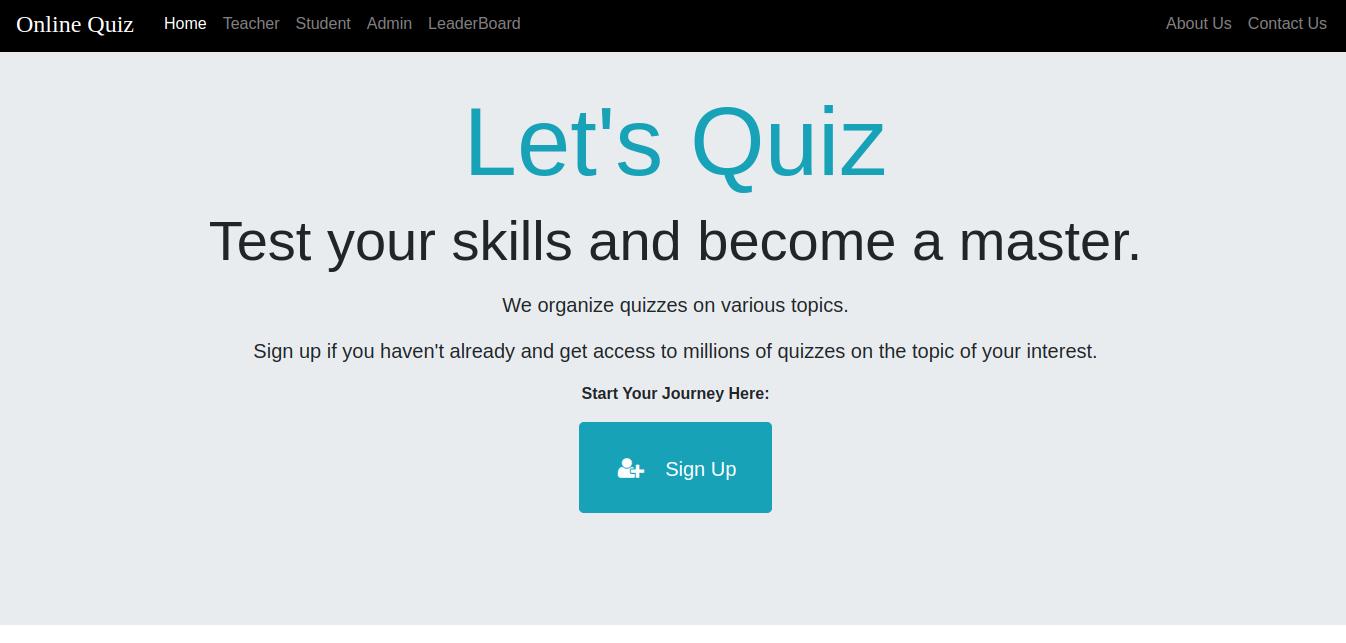 Online Quiz Home Teacher Student Admin LeaderBoard About Us Contact Us
Let's Quiz
Test your skills and become a master.
We organize quizzes on various topics.
Sign up if you haven't already and get access to millions of quizzes on the topic of your interest.
Start Your Journey Here:
Sign Up